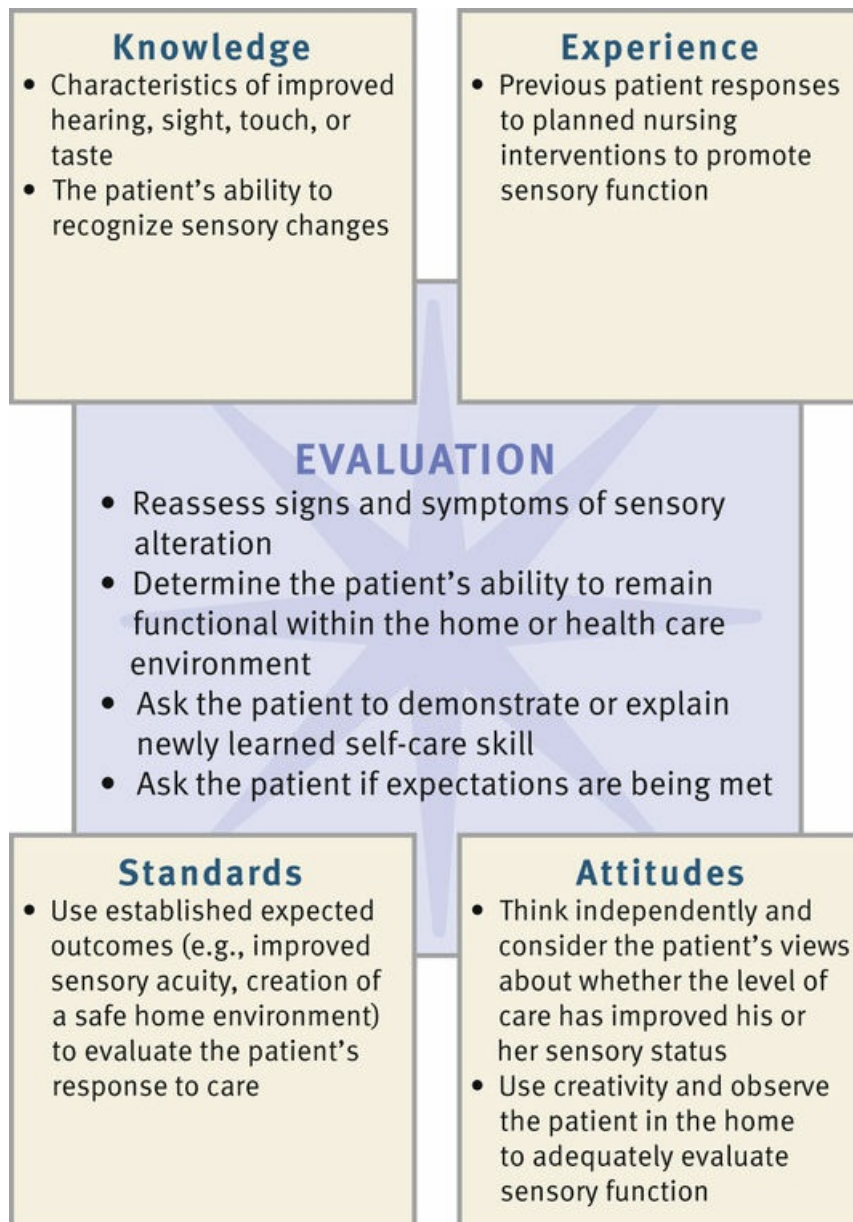 Knowledge
• Characteristics of improved
hearing, sight, touch, or
taste
• The patient’s ability to
recognize sensory changes
Experience
• Previous patient responses
to planned nursing
interventions to promote
sensory function
EVALUATION
• Reassess signs and symptoms of sensory
alteration
• Determine the patient’s ability to remain
functional within the home or health care
environment
• Ask the patient to demonstrate or explain
newly learned self-care skill
• Ask the patient if expectations are being met
Standards
• Use established expected
outcomes (e.g., improved
sensory acuity, creation of
a safe home environment)
to evaluate the patient’s
response to care
Attitudes
• Think independently and
consider the patient’s views
about whether the level of
care has improved his or
her sensory status
• Use creativity and observe
the patient in the home
to adequately evaluate
sensory function